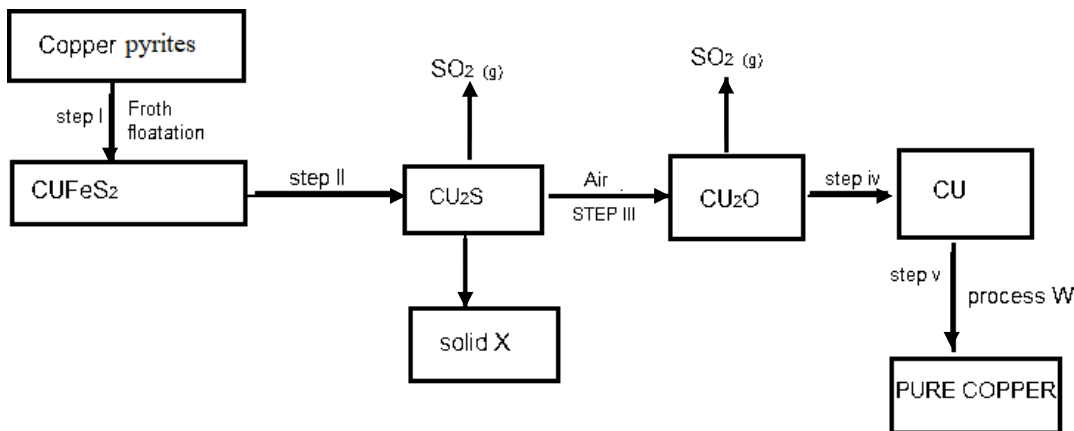 Copper pyrites
step I
Froth
floatation
CUFeS2
step II
SO2 (g)
CU2S
solid X
Air
STEP III
SO2 (g)
CU2O
step iv
CU
step v
process W
PURE COPPER